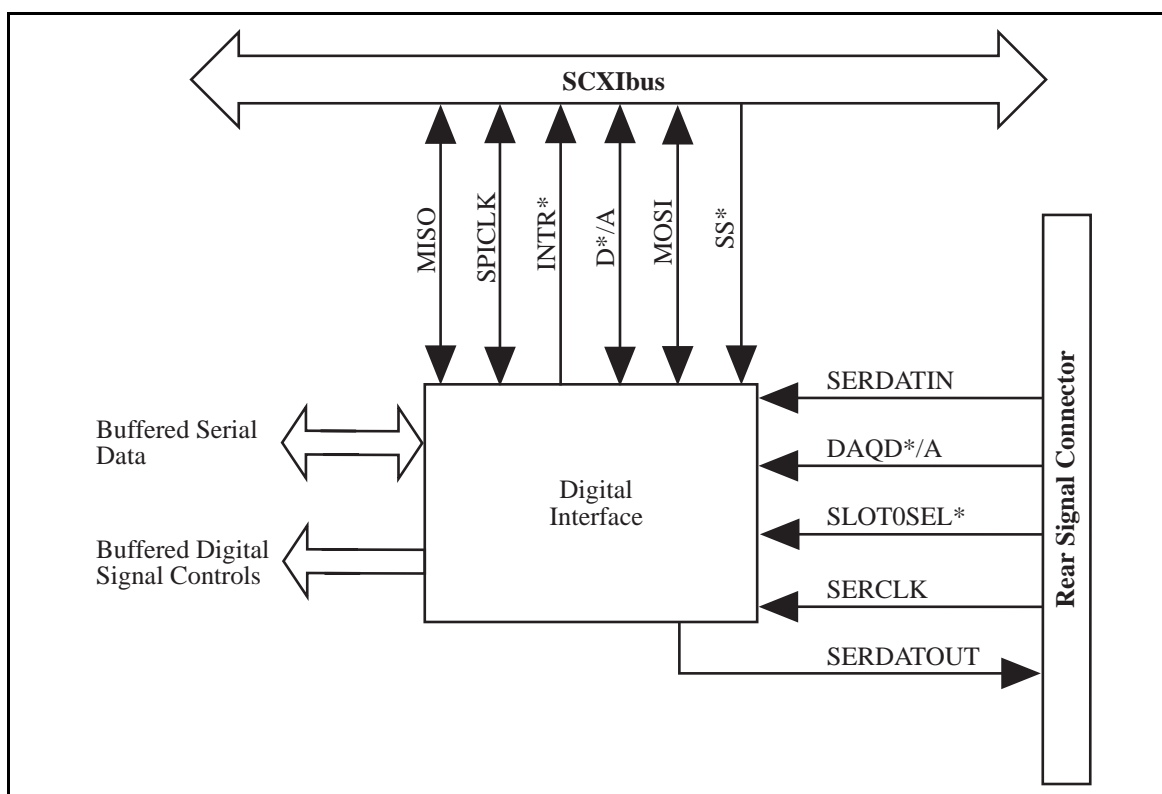 SCXIbus
MISO
SPICLK
INTR*
D*/A
MOSI
SS*
SERDATIN
DAQD*/A
SLOT0SEL*
SERCLK
SERDATOUT
Rear Signal Connector
Buffered Serial
Data
Digital
Interface
Buffered Digital
Signal Controls